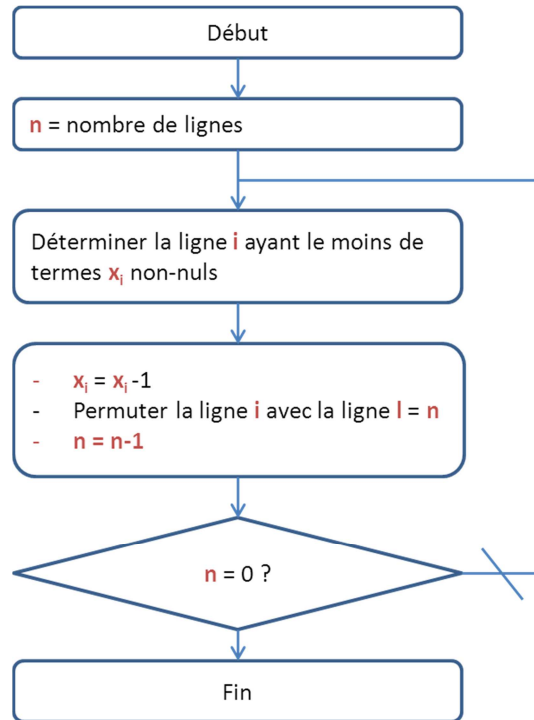 Début
n = nombre de lignes
Déterminer la ligne i ayant le moins de
termes xi non-nuls
- xi = xi -1
- Permuter la ligne i avec la ligne l = n
- n = n-1
n = 0 ?
Fin